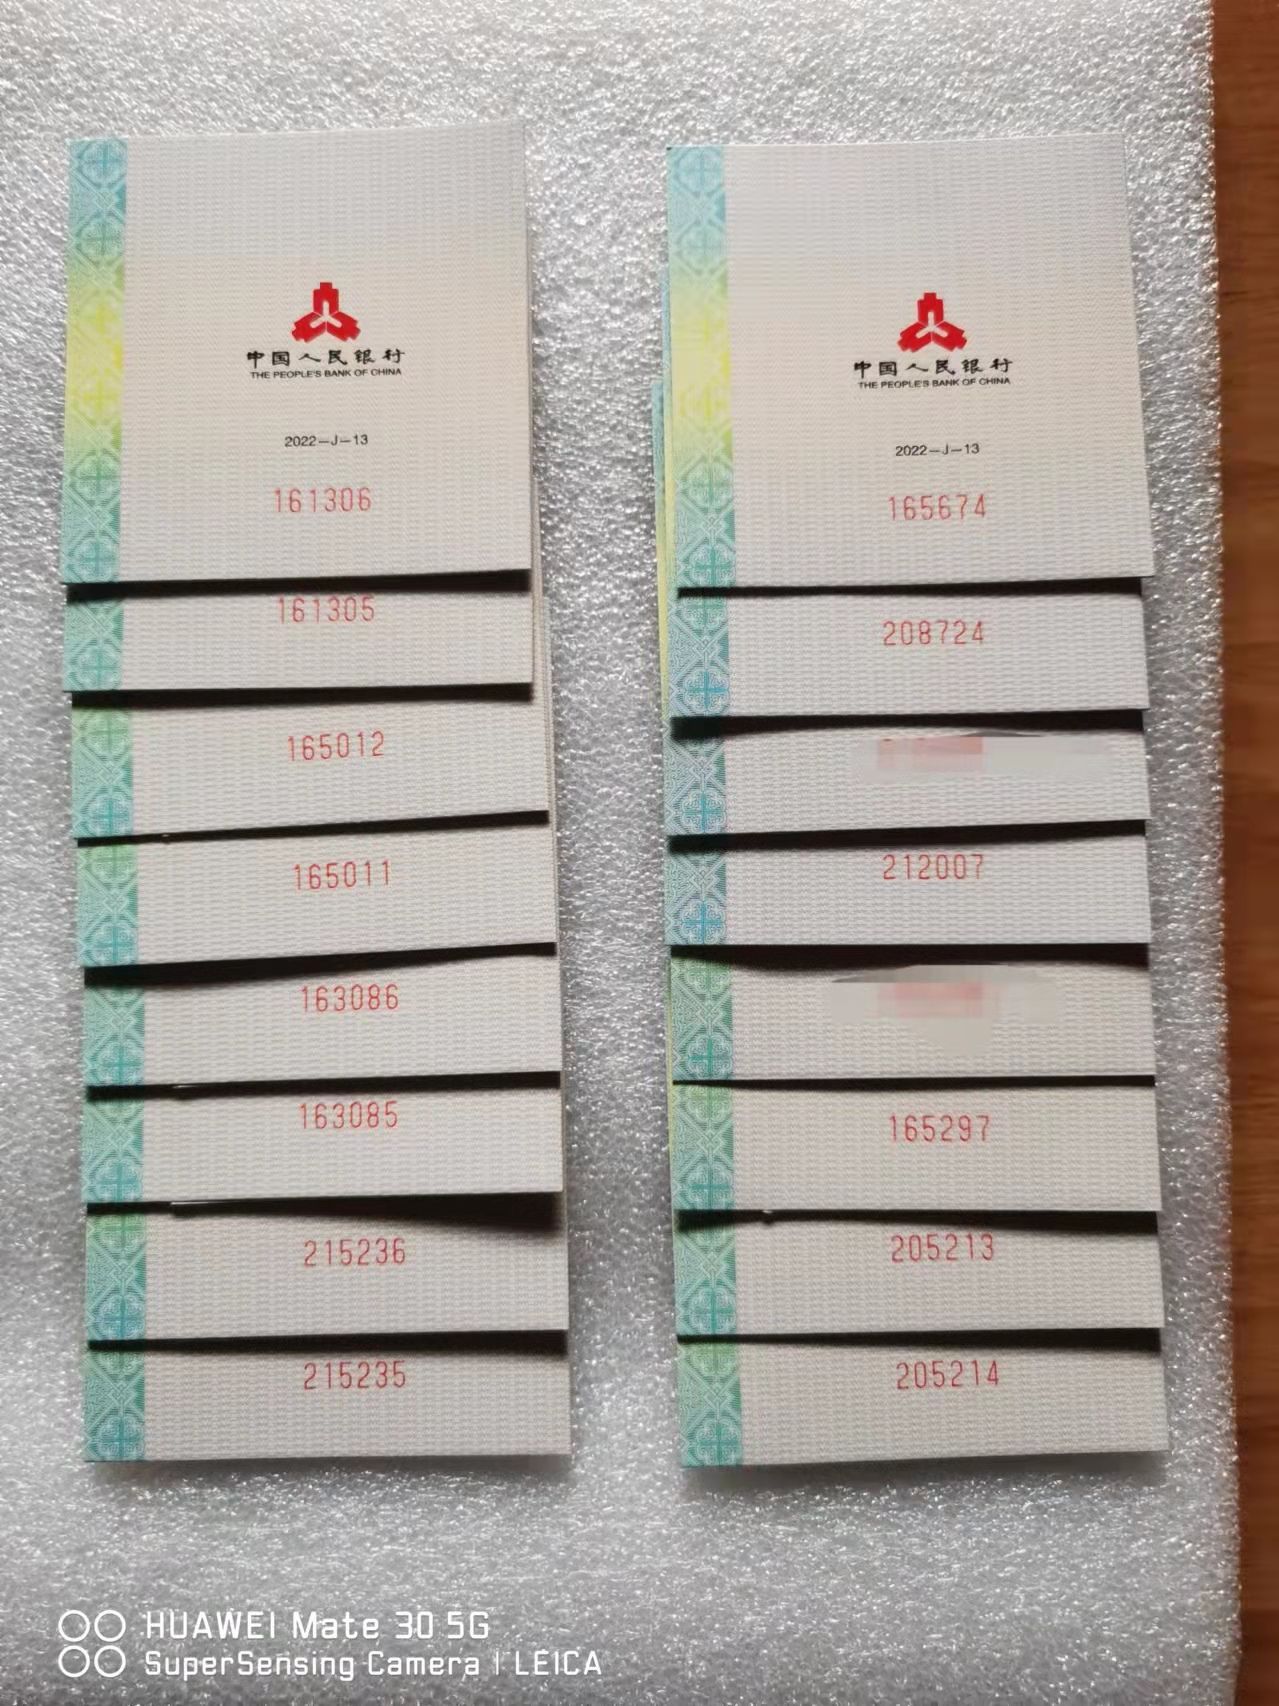 中国人民银行
THE PEOPLE'S BANK OF CHINA
2022-J-13
161306
161305
165012
165011
163086
163085
215236
215235
中国人民银行
THE PEOPLE'S BANK OF CHINA
2022-J-13
165674
208724
212007
165297
205213
205214
HUAWEI Mate 30 5G
SuperSensing Camera | LEICA